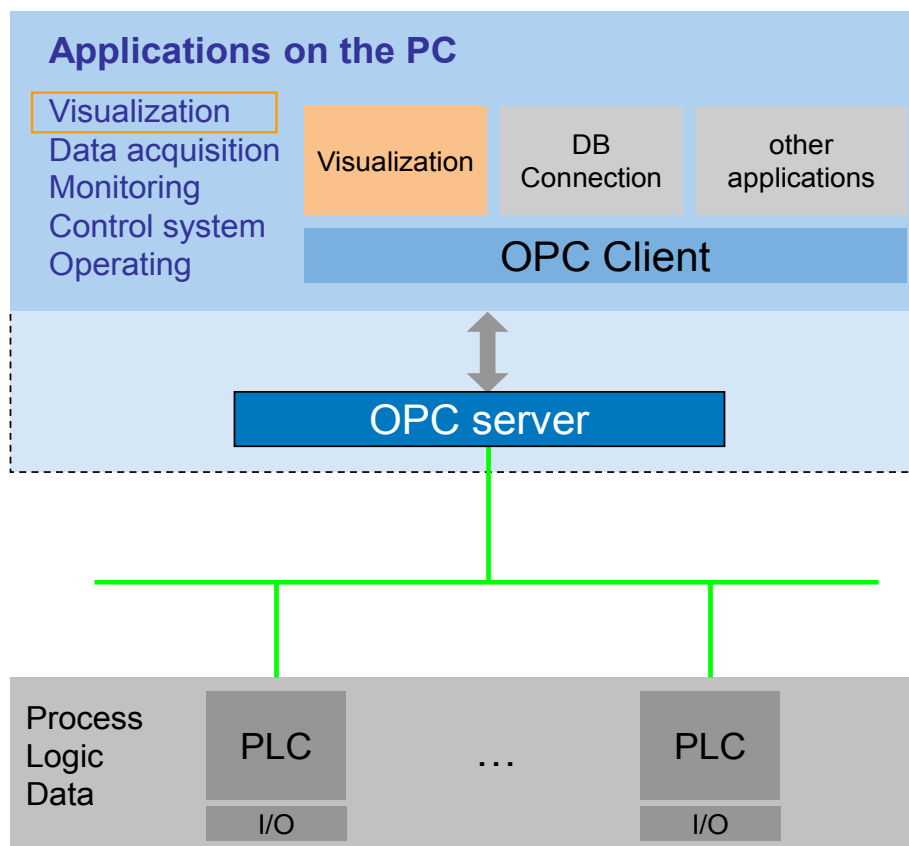 Applications on the PC
Visualization
Data acquisition
Monitoring
Control system
Operating
Visualization
DB
Connection
other
applications
OPC Client
OPC server
Process
Logic
Data
PLC
I/O
...
PLC
I/O